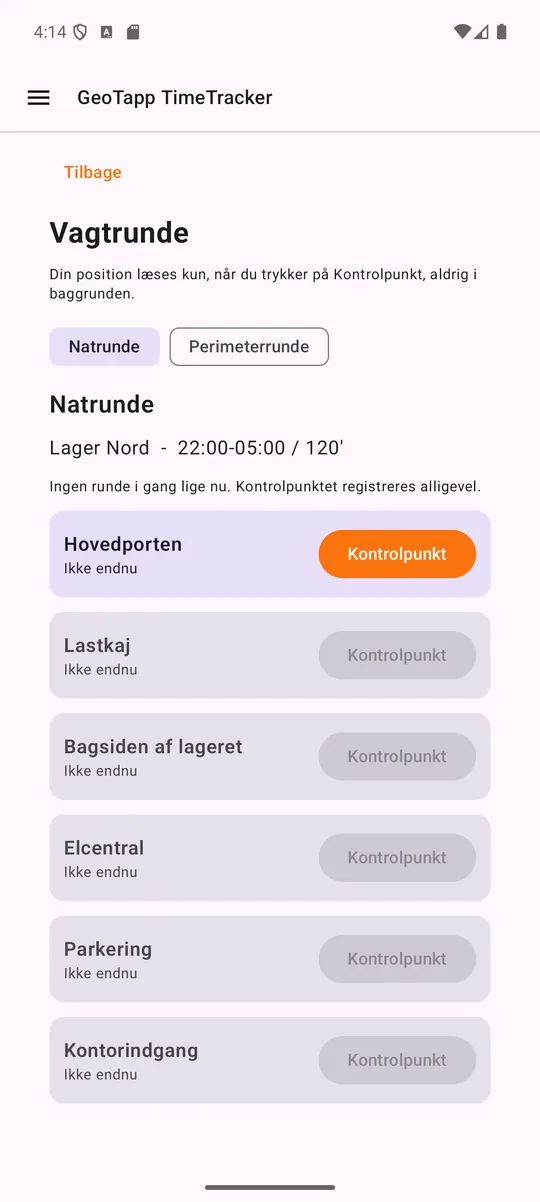 4:14
GeoTapp TimeTracker
Tilbage
Vagtrunde
Din position læses kun, når du trykker på Kontrolpunkt, aldrig i
baggrunden.
Natrunde
Perimeterrunde
Natrunde
Lager Nord - 22:00-05:00 / 120'
Ingen runde i gang lige nu. Kontrolpunktet registreres alligevel.
Hovedporten
Ikke endnu
Kontrolpunkt
Lastkaj
Ikke endnu
Kontrolpunkt
Bagsiden af lageret
Ikke endnu
Kontrolpunkt
Elcentral
Ikke endnu
Kontrolpunkt
Parkering
Ikke endnu
Kontrolpunkt
Kontorindgang
Ikke endnu
Kontrolpunkt